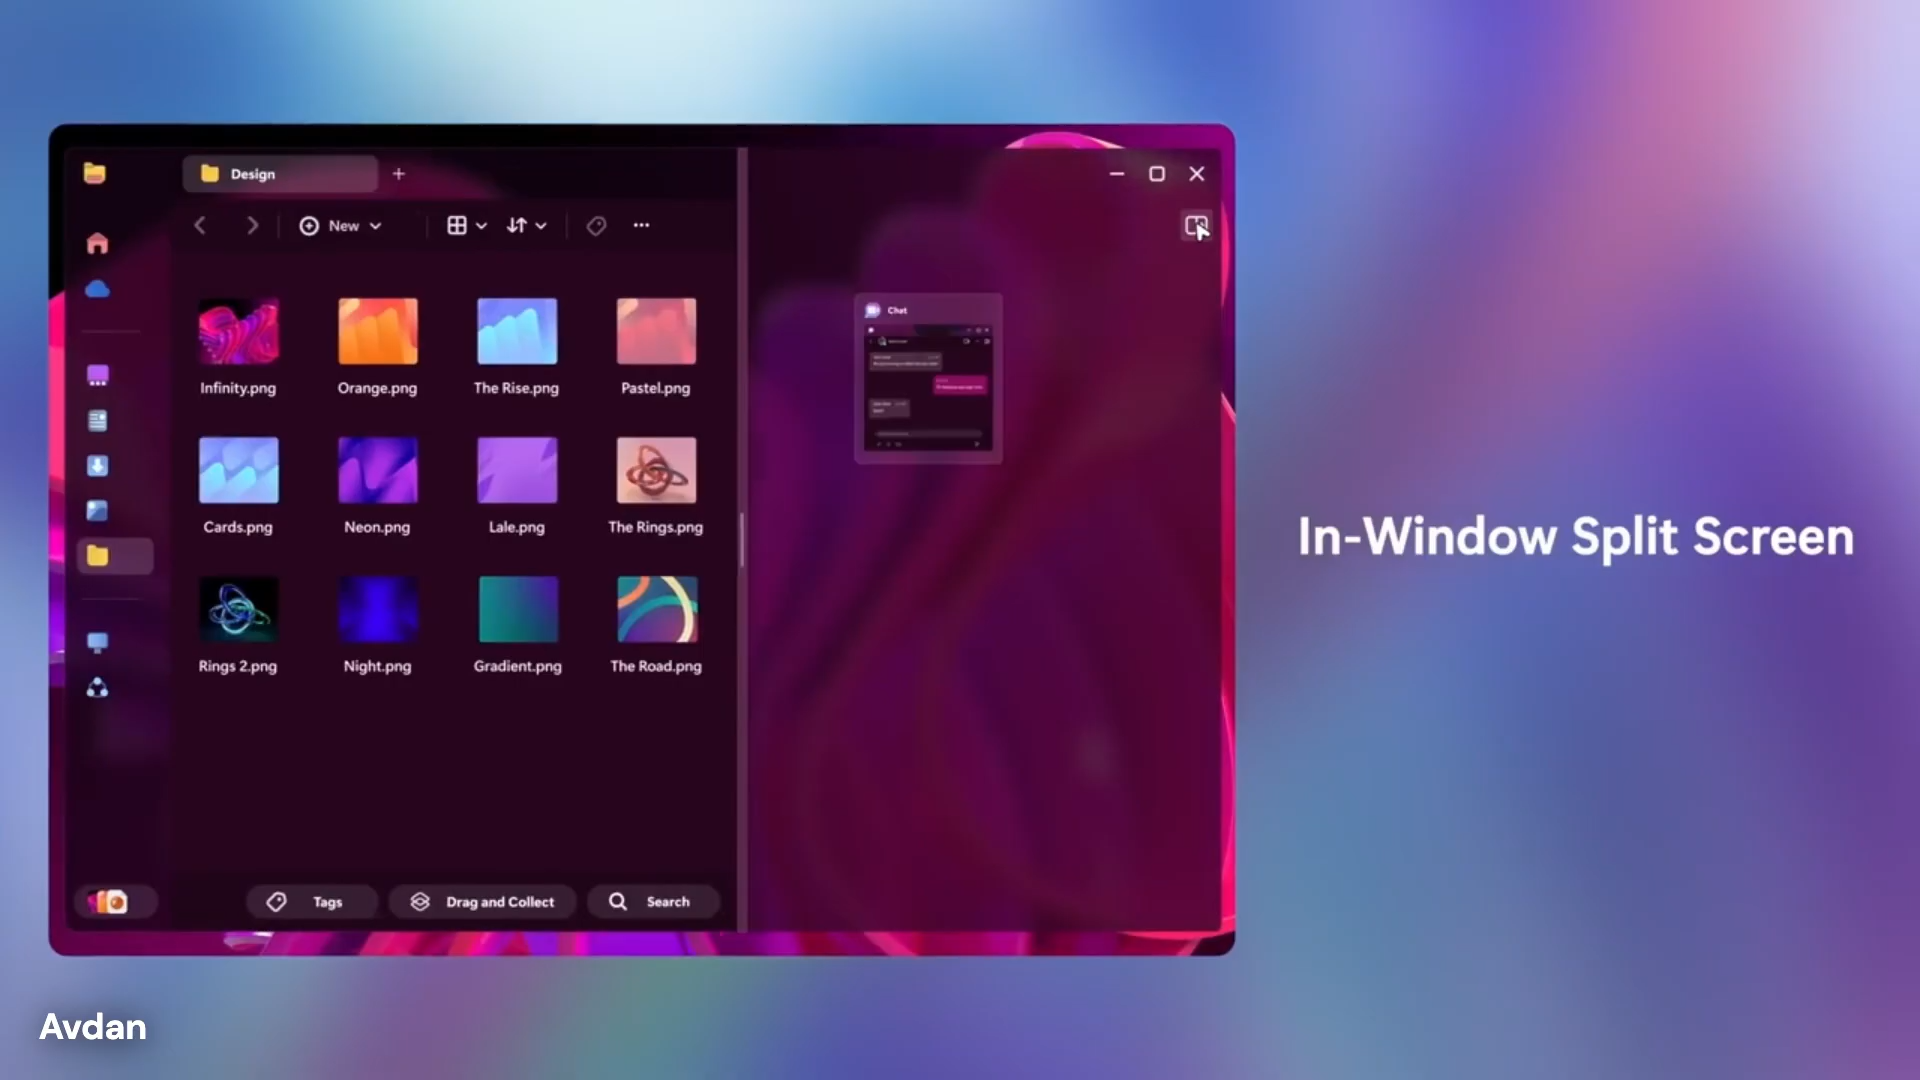 Design
New
Infinity.png
Orange.png
The Rise.png
Pastel.png
Cards.png
Neon.png
Lale.png
The Rings.png
Rings 2.png
Night.png
Gradient.png
The Road.png
Tags
Drag and Collect
Search
Chat
In-Window Split Screen
Avdan